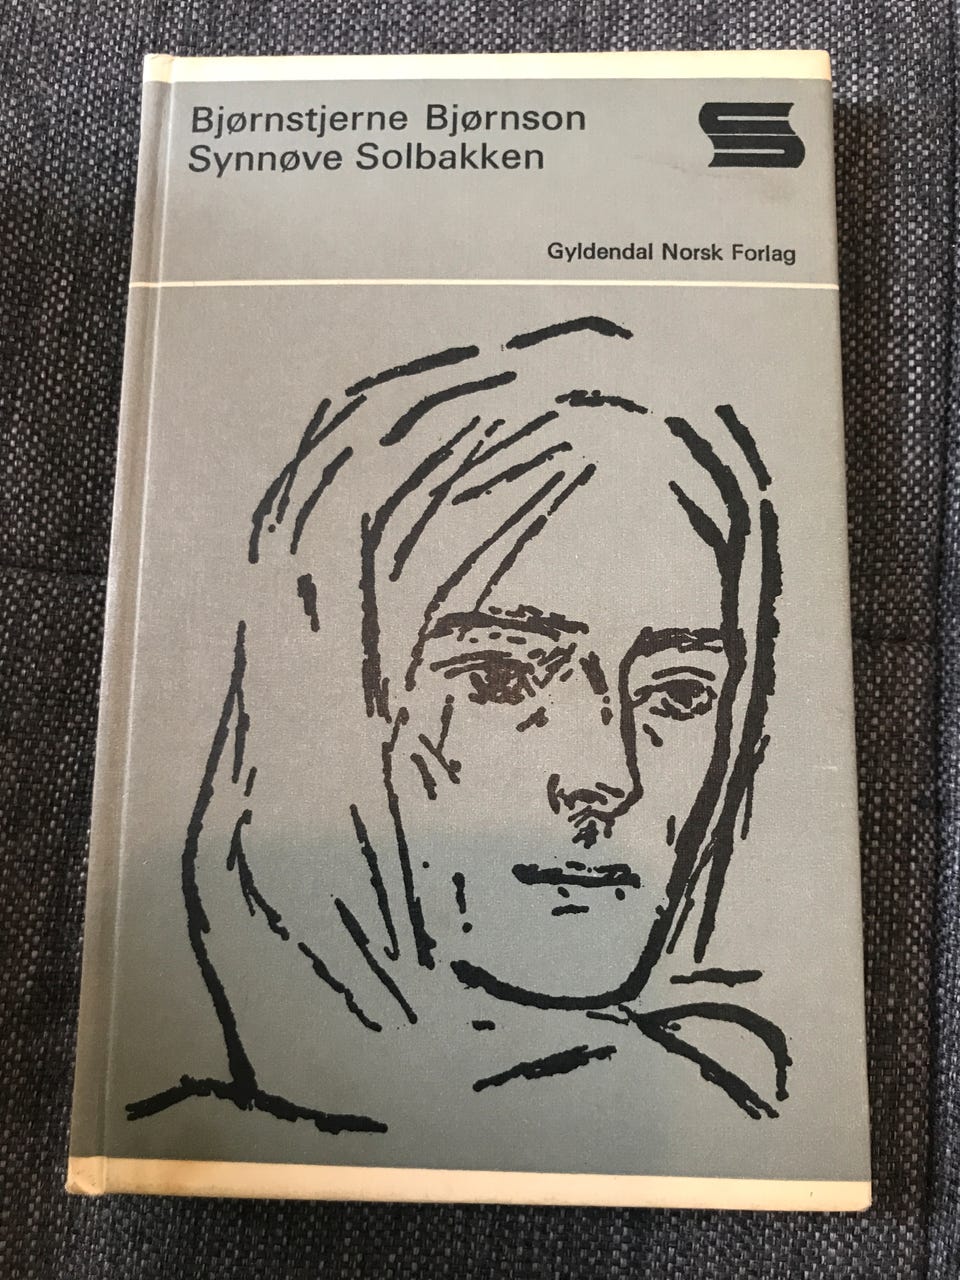 Bjørnstjerne Bjørnson
Synnøve Solbakken
Gyldendal Norsk Forlag